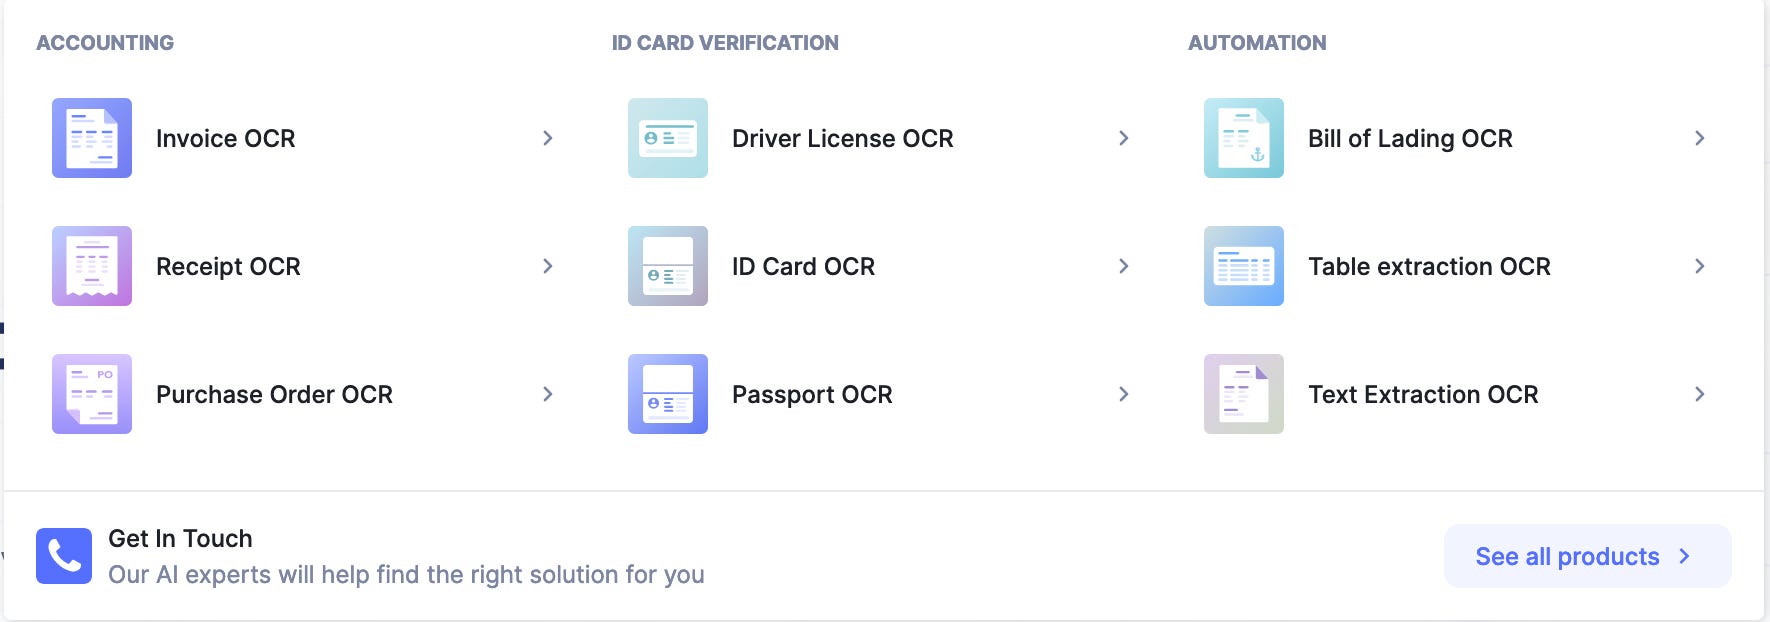 ACCOUNTING
Invoice OCR
Receipt OCR
PO
Purchase Order OCR
ID CARD VERIFICATION
Driver License OCR
ID Card OCR
Passport OCR
AUTOMATION
Bill of Lading OCR
Table extraction OCR
Text Extraction OCR
Get In Touch
Our AI experts will help find the right solution for you
See all products